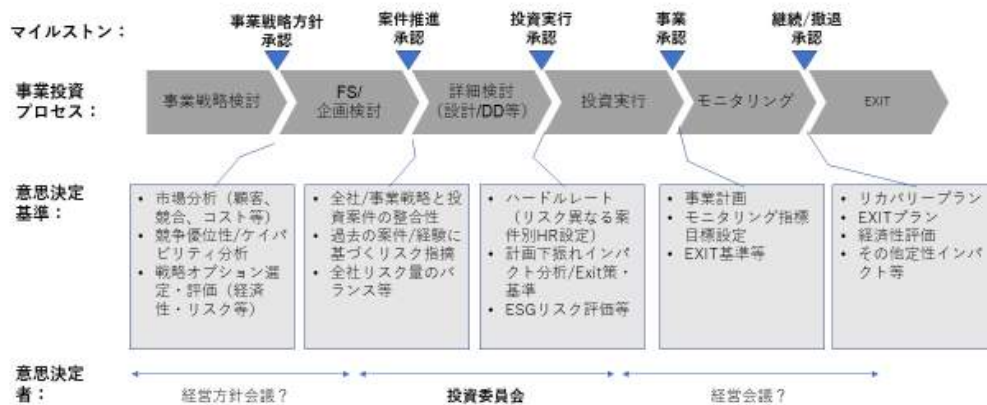 マイルストン：
事業戦略方針
承認
案件推進
承認
投資実行
承認
事業
承認
継続/撤退
承認
事業投資
プロセス：
事業戦略検討
FS/
企画検討
詳細検討
（設計/DD等）
投資実行
モニタリング
EXIT
意思決定
基準：
• 市場分析（顧客、
競合、コスト等）
• 競争優位性/ケイパ
ビリティ分析
• 戦略オプション選
定・評価（経済
性・リスク等）
• 全社/事業戦略と投
資案件の整合性
• 過去の案件/経験に
基づくリスク指摘
• 全社リスク量のバ
ランス等
• ハードルレート
（リスク異なる案
件別HR設定）
• 計画下振れインパ
クト分析/Exit策・
基準
• ESGリスク評価等
• 事業計画
• モニタリング指標
目標設定
• EXIT基準等
• リカバリープラン
• EXITプラン
• 経済性評価
• その他定性インパ
クト等
意思決定
者：
経営方針会議？
投資委員会
経営会議？